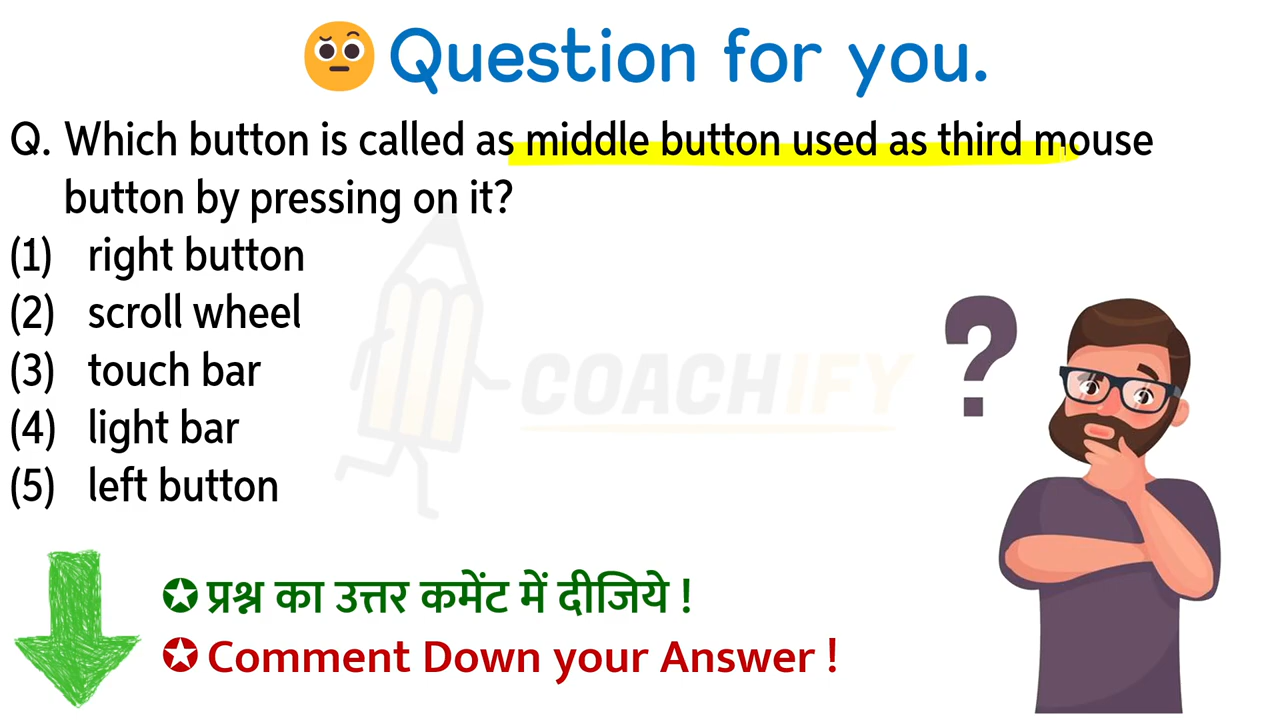 Question for you.
Q. Which button is called as middle button used as third mouse
button by pressing on it?
(1) right button
(2) scroll wheel
(3) touch bar
COACHIFY
(4) light bar
(5) left button
प्रश्न का उत्तर कमेंट में दीजिये !
Comment Down your Answer !
?